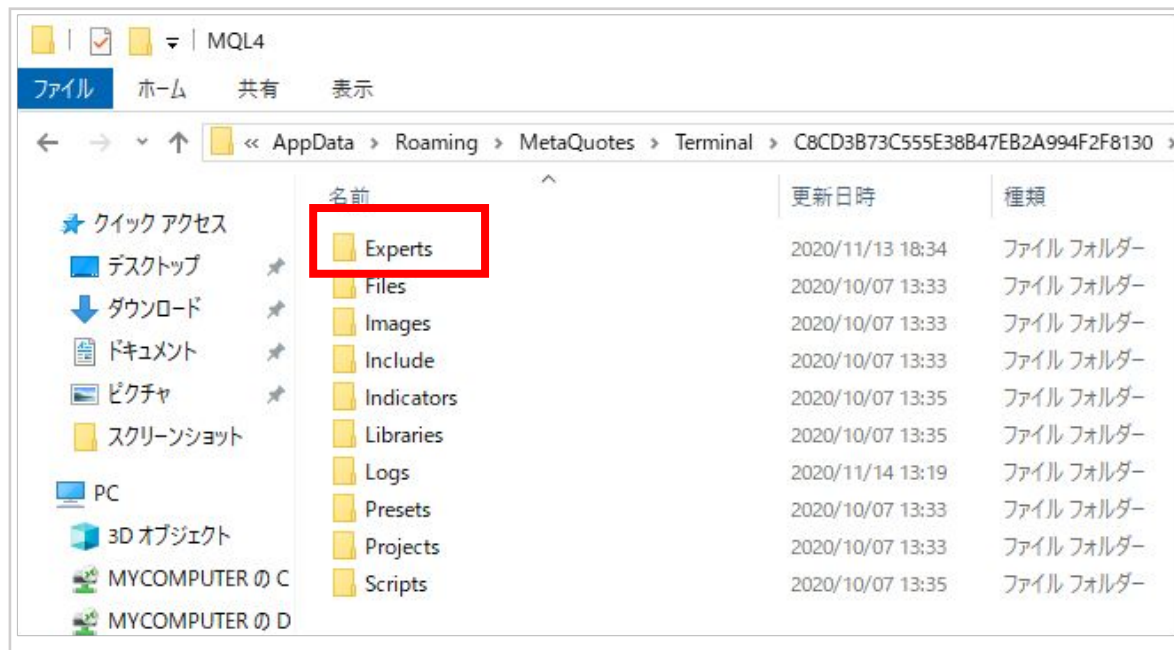 MQL4
ファイル ホーム 共有 表示
« AppData > Roaming > MetaQuotes > Terminal > C8CD3B73C555E38B47EB2A994F2F8130 >
名前 更新日時 種類
クイック アクセス
デスクトップ
ダウンロード
ドキュメント
ピクチャ
スクリーンショット
PC
3D オブジェクト
MYCOMPUTER の C
MYCOMPUTER の D
Experts 2020/11/13 18:34 ファイル フォルダー
Files 2020/10/07 13:33 ファイル フォルダー
Images 2020/10/07 13:33 ファイル フォルダー
Include 2020/10/07 13:33 ファイル フォルダー
Indicators 2020/10/07 13:35 ファイル フォルダー
Libraries 2020/10/07 13:35 ファイル フォルダー
Logs 2020/11/14 13:19 ファイル フォルダー
Presets 2020/10/07 13:33 ファイル フォルダー
Projects 2020/10/07 13:33 ファイル フォルダー
Scripts 2020/10/07 13:35 ファイル フォルダー